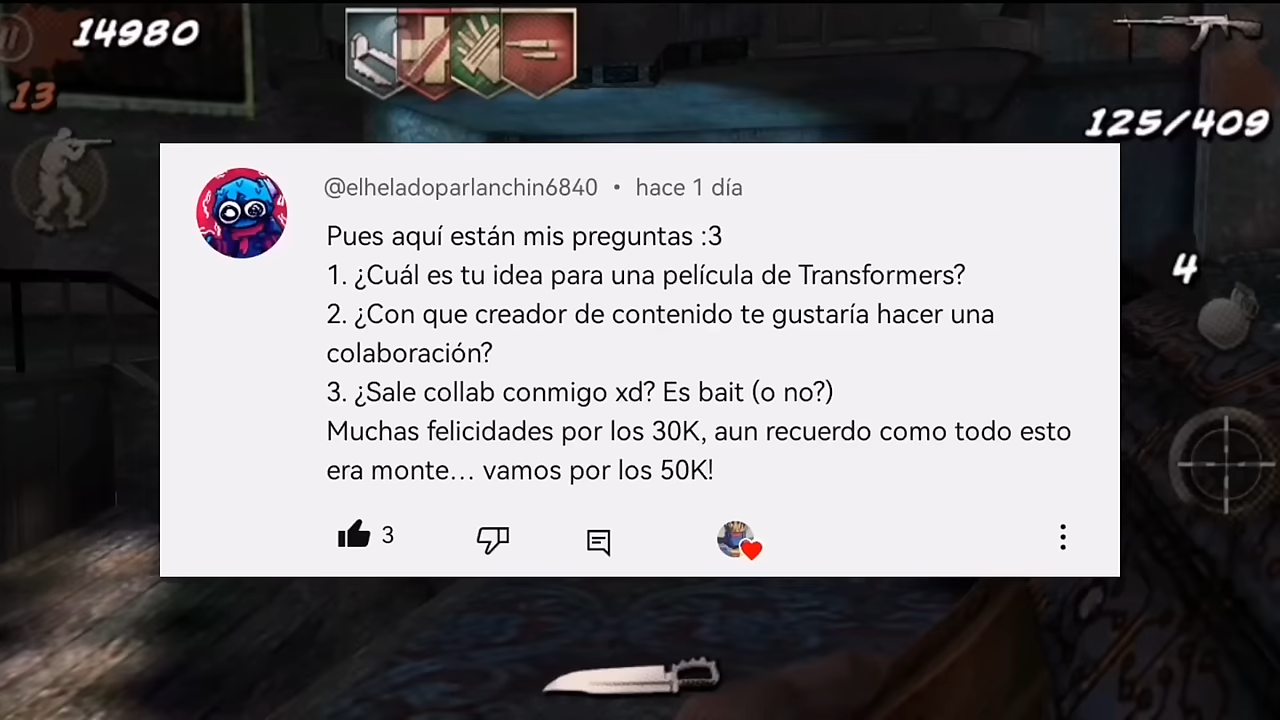 14980
13
125/409
@elheladoparlanchin6840 • hace 1 día
Pues aquí están mis preguntas :3
1. ¿Cuál es tu idea para una película de Transformers?
2. ¿Con que creador de contenido te gustaría hacer una
colaboración?
3. ¿Sale collab conmigo xd? Es bait (o no?)
Muchas felicidades por los 30K, aun recuerdo como todo esto
era monte... vamos por los 50K!
4
3